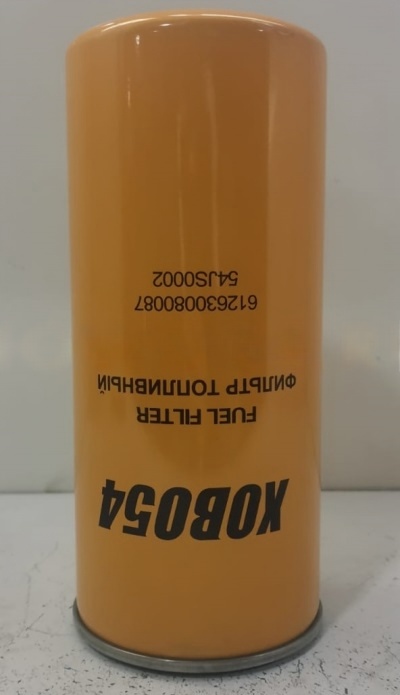 XOB054
FUEL FILTER
ФИЛЬТР ТОПЛИВНЫЙ
612630080087
54JS0002